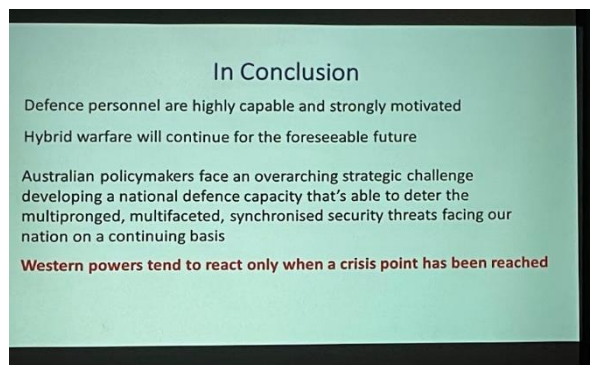 In Conclusion
Defence personnel are highly capable and strongly motivated
Hybrid warfare will continue for the foreseeable future
Australian policymakers face an overarching strategic challenge
developing a national defence capacity that's able to deter the
multipronged, multifaceted, synchronised security threats facing our
nation on a continuing basis
Western powers tend to react only when a crisis point has been reached